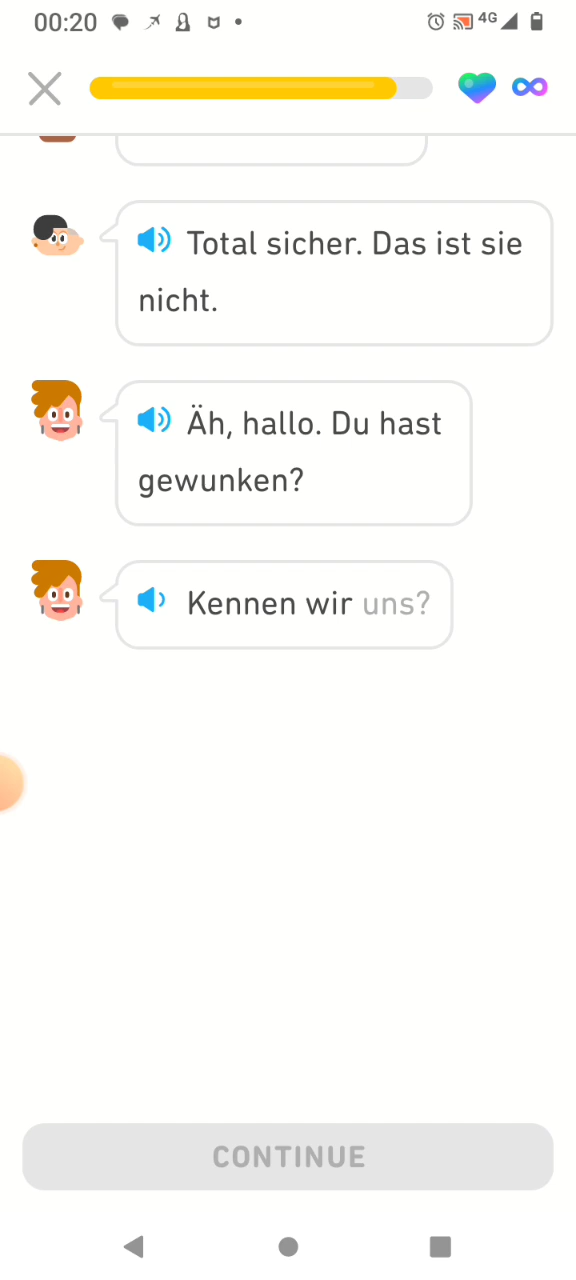 00:20
4G
Total sicher. Das ist sie
nicht.
Äh, hallo. Du hast
gewunken?
Kennen wir uns?
CONTINUE